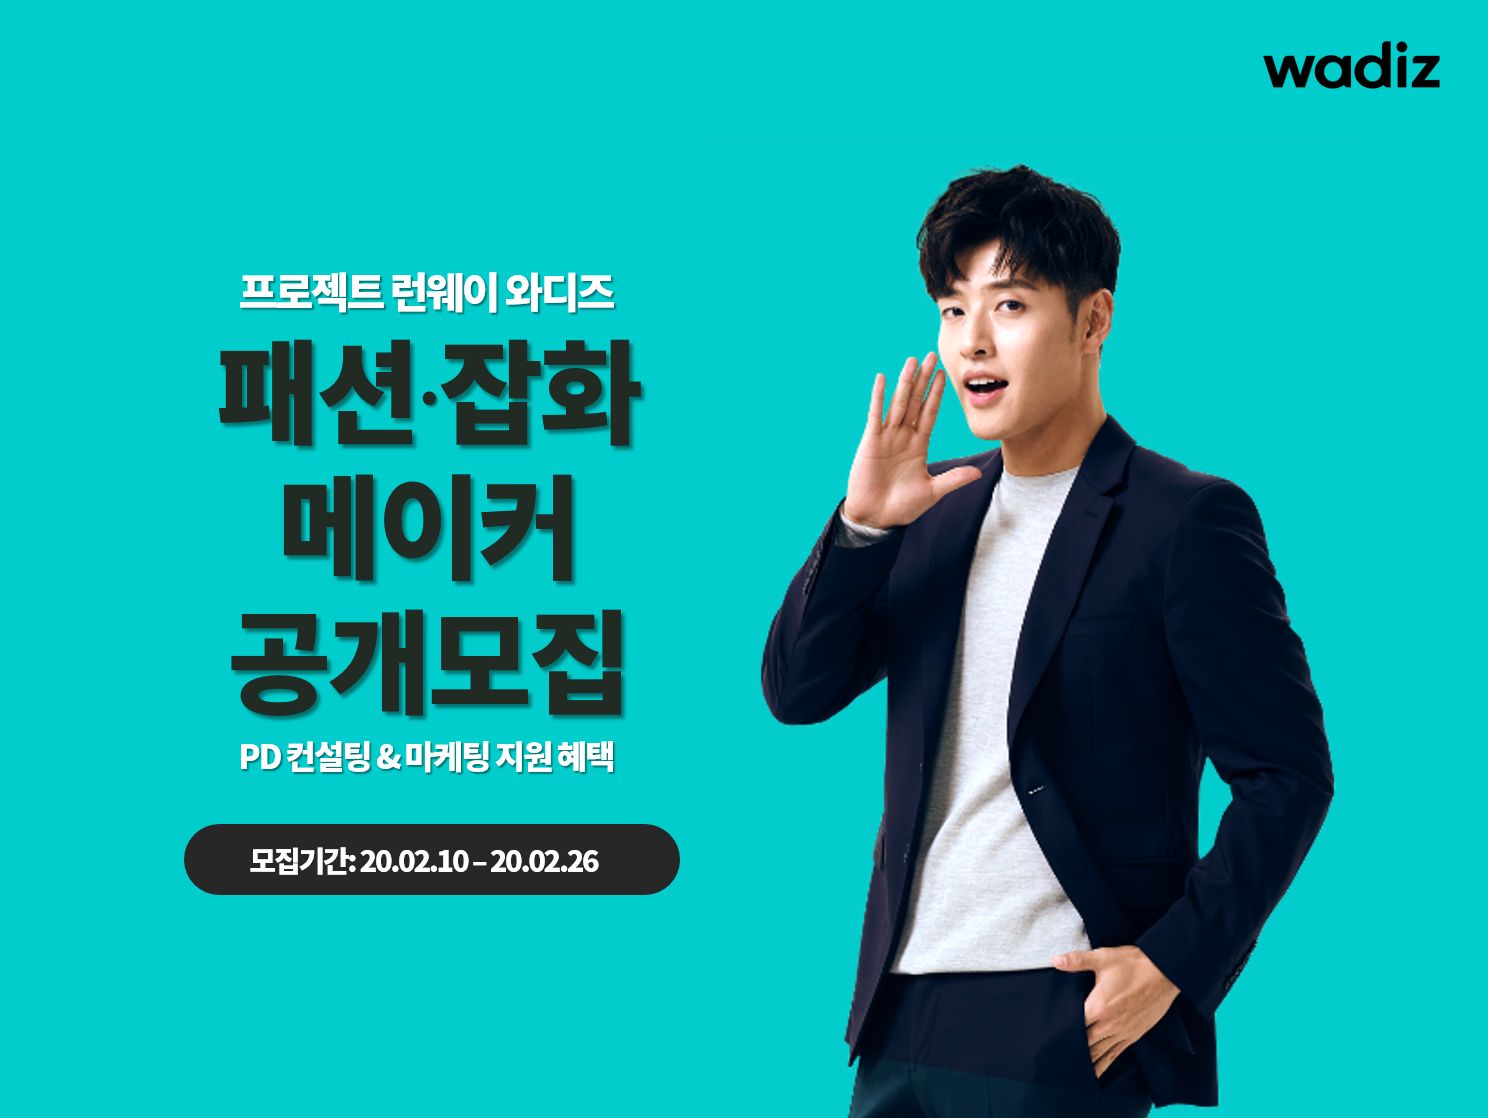 wadiz
프로젝트 런웨이 와디즈
패션·잡화
메이커
공개모집
PD 컨설팅 & 마케팅 지원 혜택
모집기간: 20.02.10 – 20.02.26